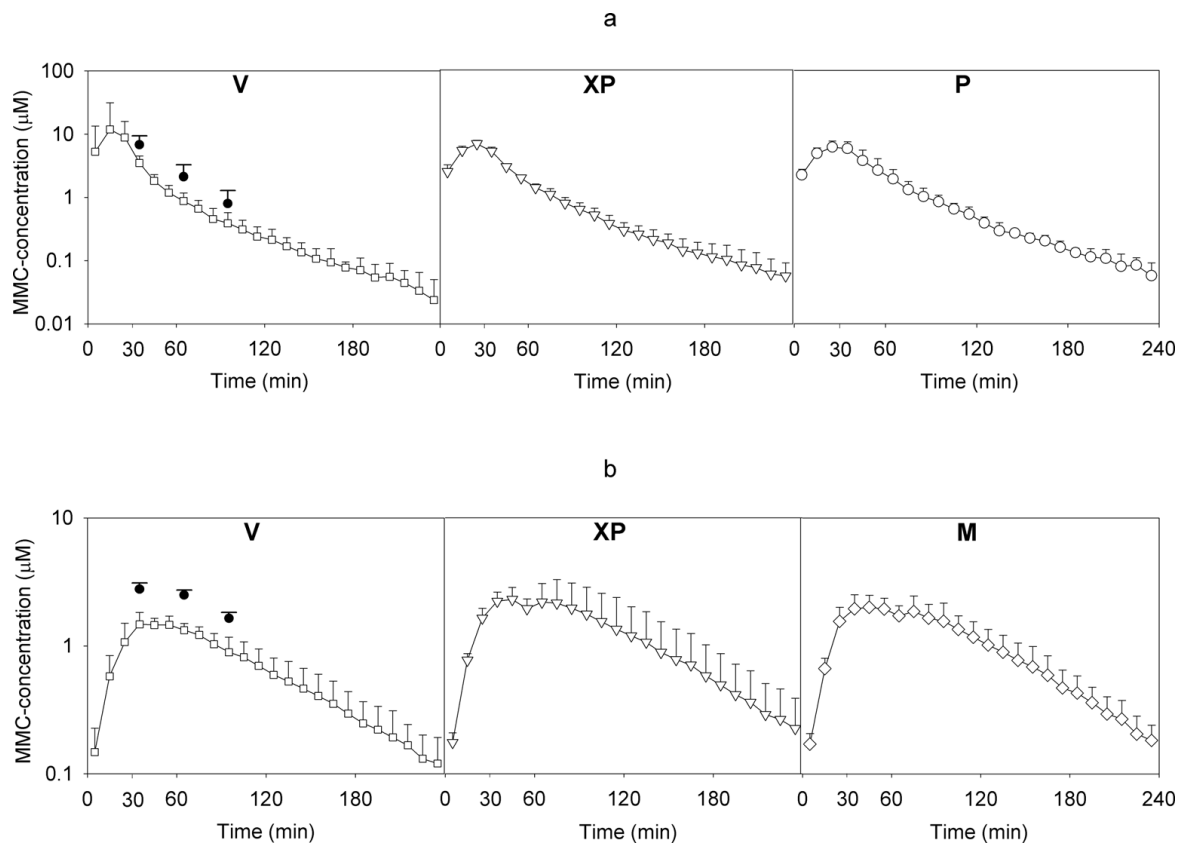 a
V XP P
100
10
1
0.1
0.01
MMC-concentration (μM)
0 30 60 120 180 0 30 60 120 180 0 30 60 120 180 240
Time (min) Time (min) Time (min)
b
V XP M
10
1
0.1
MMC-concentration (μM)
0 30 60 120 180 0 30 60 120 180 0 30 60 120 180 240
Time (min) Time (min) Time (min)